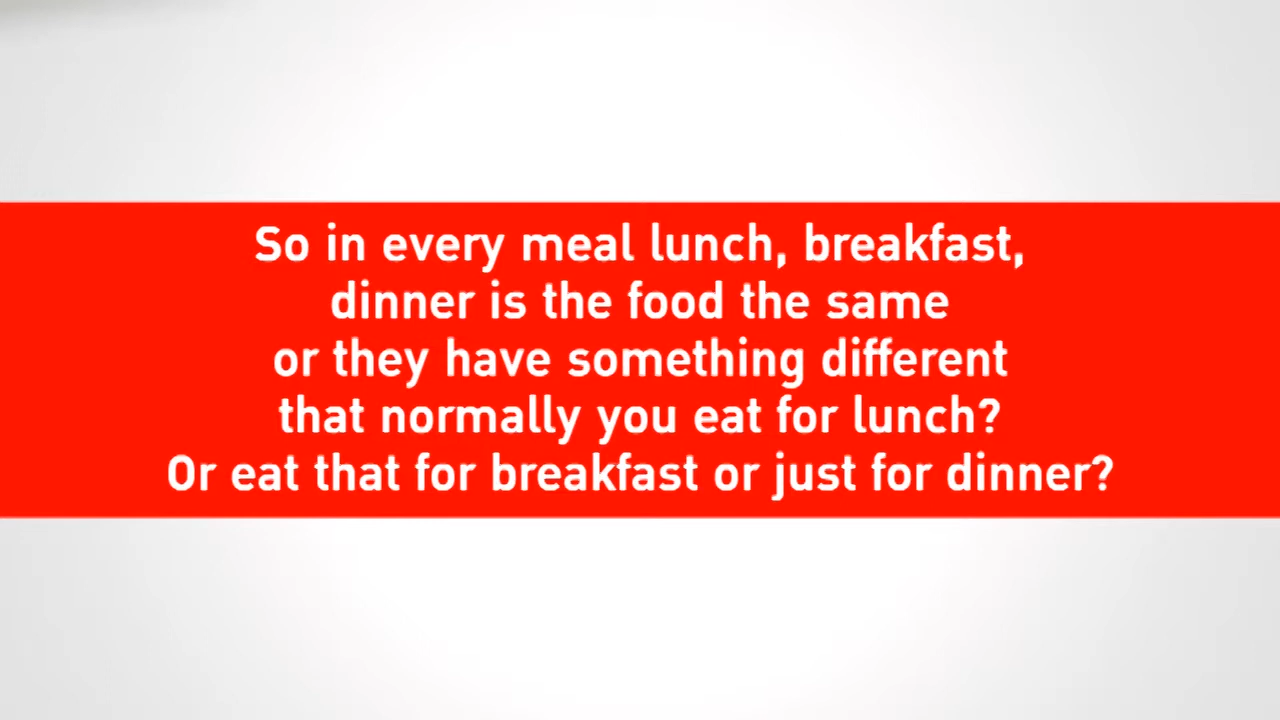 So in every meal lunch, breakfast,
dinner is the food the same
or they have something different
that normally you eat for lunch?
Or eat that for breakfast or just for dinner?